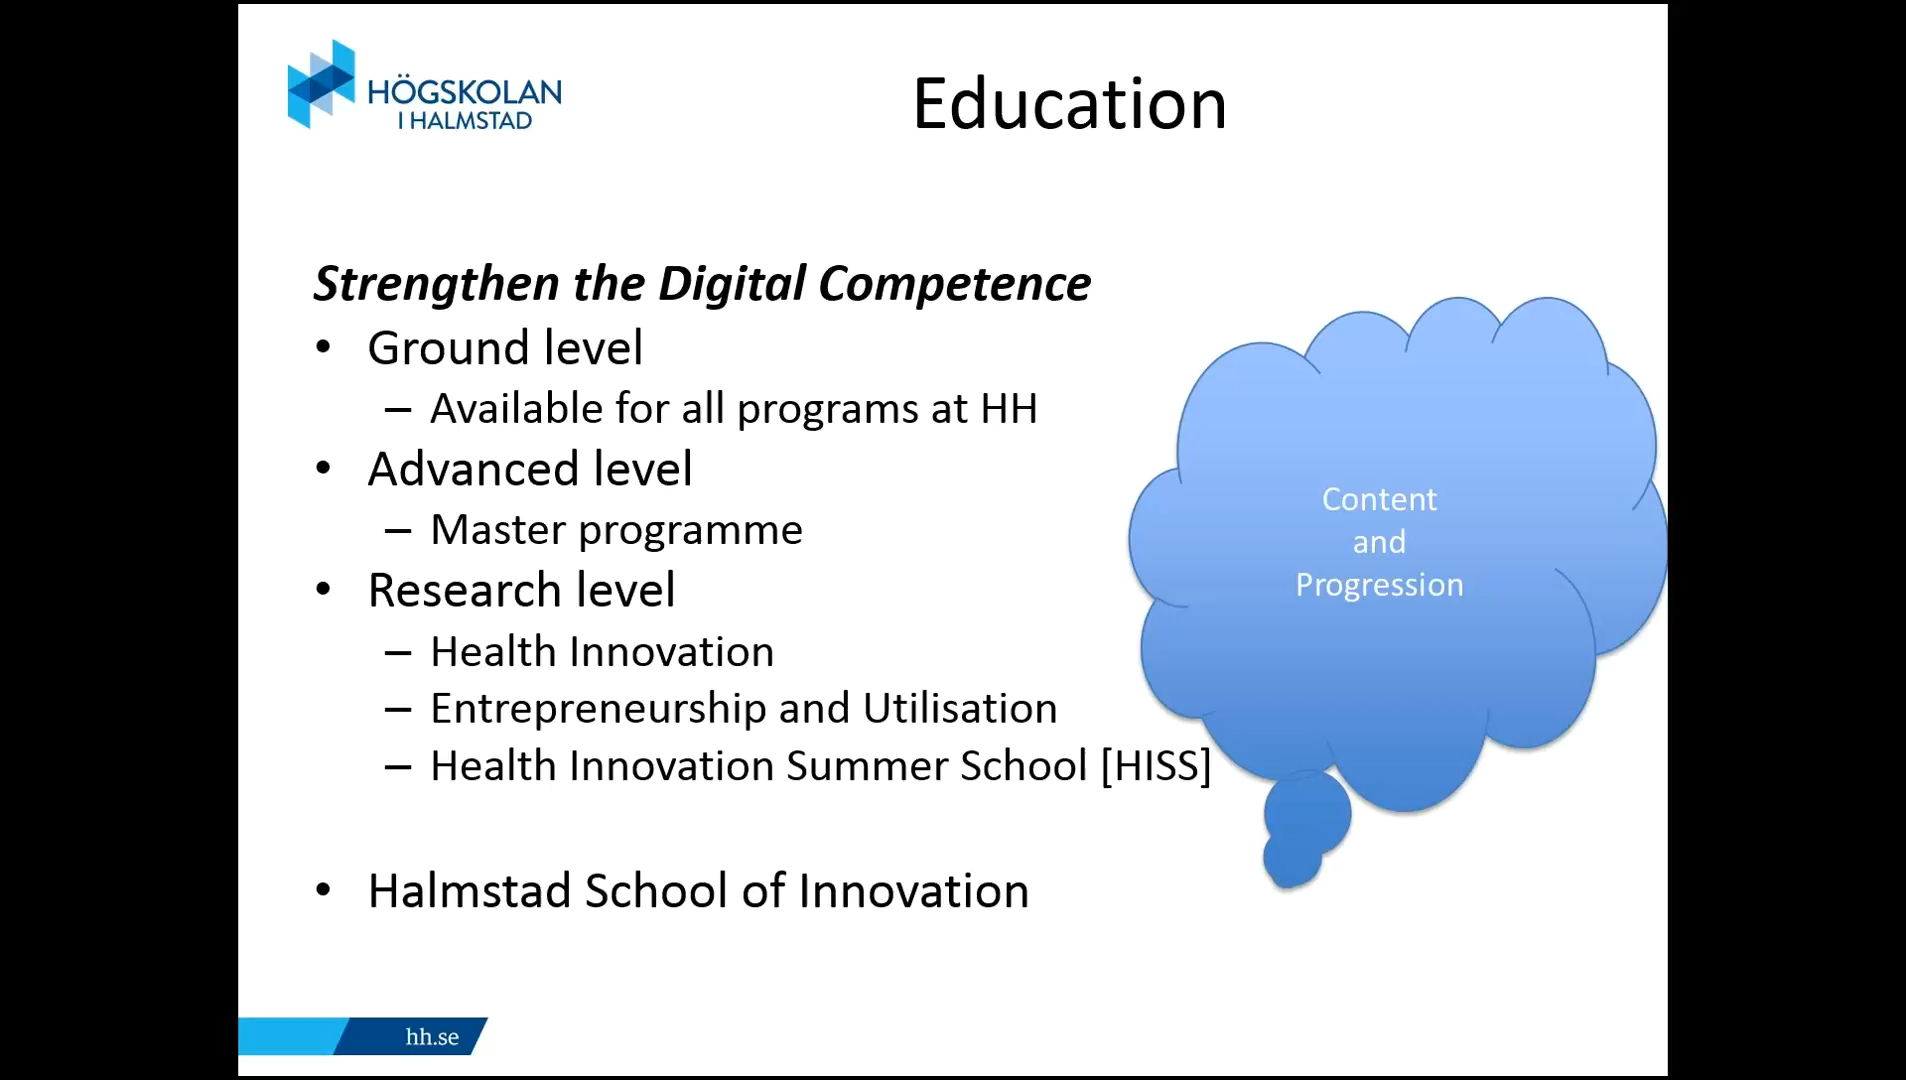 HÖGSKOLAN
I HALMSTAD
Education
Strengthen the Digital Competence
• Ground level
– Available for all programs at HH
• Advanced level
– Master programme
• Research level
– Health Innovation
– Entrepreneurship and Utilisation
– Health Innovation Summer School [HISS]
• Halmstad School of Innovation
Content
and
Progression
hh.se